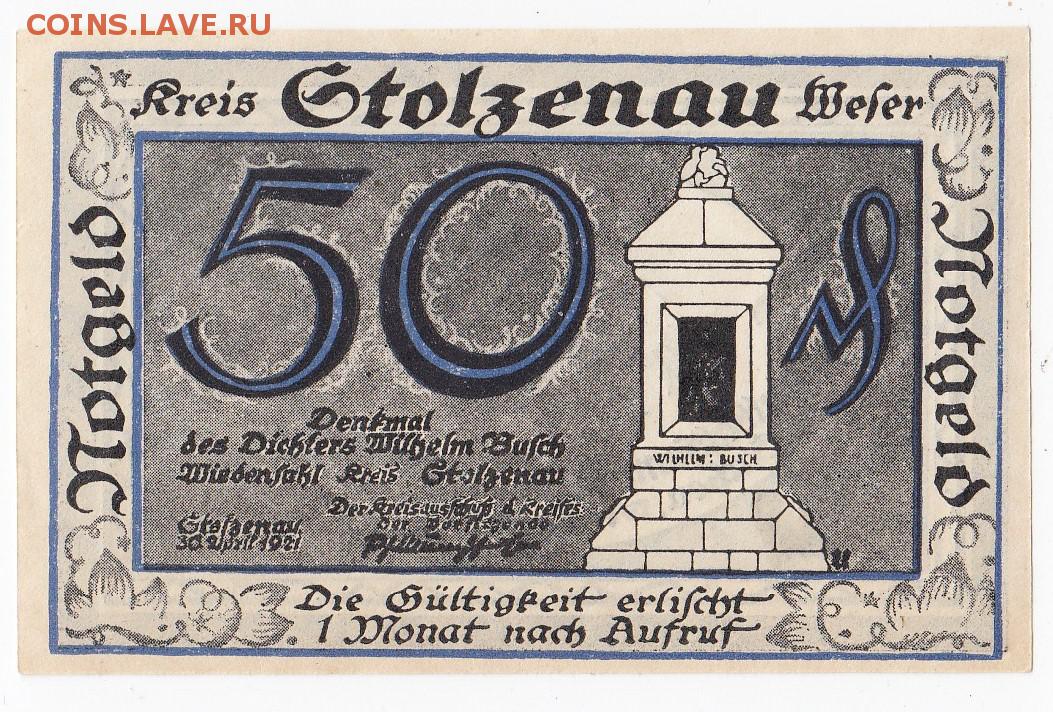 COINS.LAVE.RU
Kreis Stolzenau Weser
Notgeld
Notgeld
50
Denkmal
des Dichters Wilhelm Busch
Wiedensahl Kreis Stolzenau
Der Kreisausschuß d. Kreises:
Der Vorsitzende
Stolzenau
30. April 1921
WILHELM: BUSCH
Die Gültigkeit erlischt
1 Monat nach Aufruf